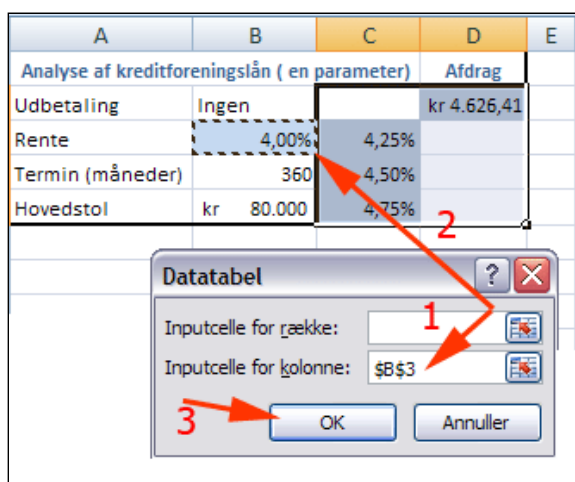 A B C D E
Analyse af kreditforeningslån ( en parameter) Afdrag
Udbetaling Ingen kr 4.626,41
Rente 4,00% 4,25%
Termin (måneder) 360 4,50%
Hovedstol kr 80.000 4,75%
2
Datatabel ?
Inputcelle for række: 1
Inputcelle for kolonne: $B$3
3 OK Annuller